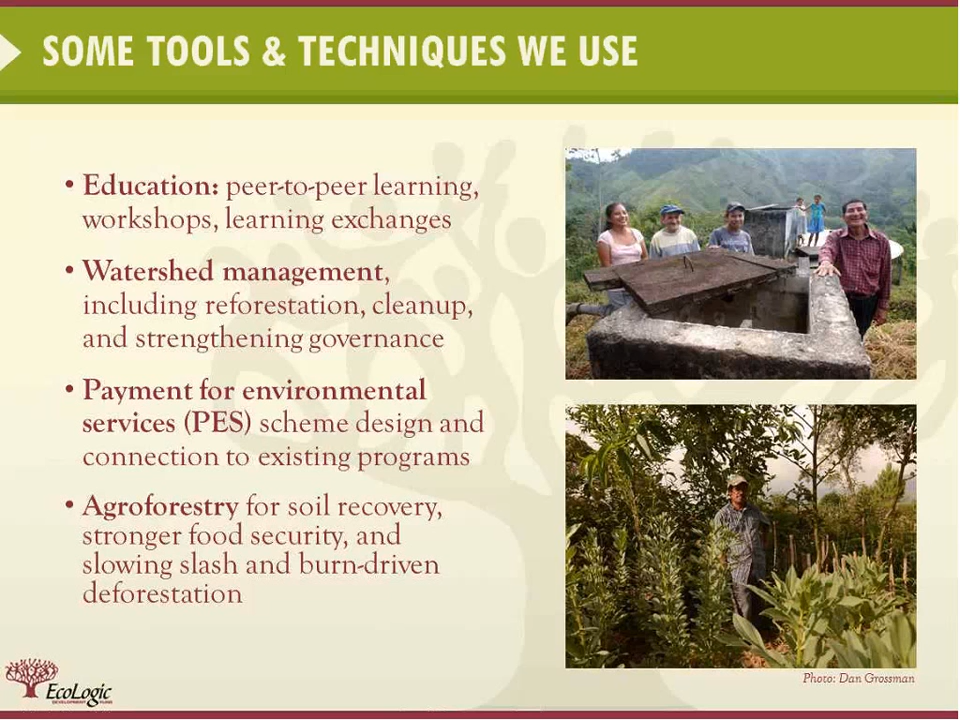 SOME TOOLS & TECHNIQUES WE USE
• Education: peer-to-peer learning,
workshops, learning exchanges
• Watershed management,
including reforestation, cleanup,
and strengthening governance
• Payment for environmental
services (PES) scheme design and
connection to existing programs
• Agroforestry for soil recovery,
stronger food security, and
slowing slash and burn-driven
deforestation
Photo: Dan Grossman
EcoLogic
DEVELOPMENT FUND